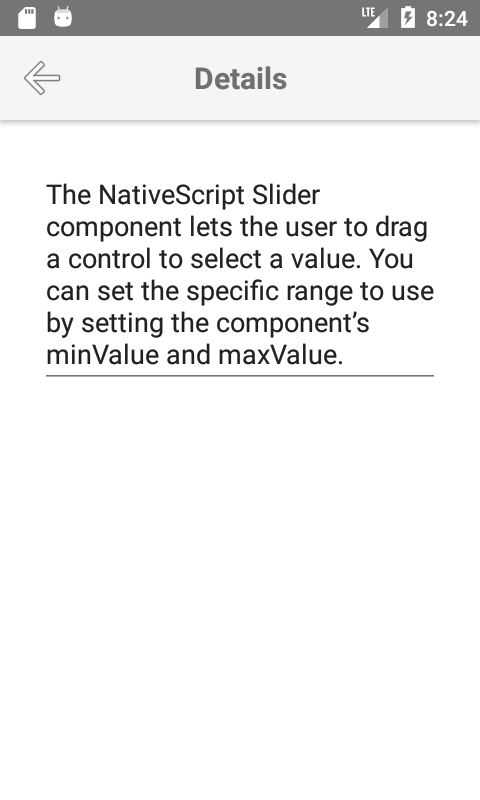 LTE 8:24
Details
The NativeScript Slider
component lets the user to drag
a control to select a value. You
can set the specific range to use
by setting the component’s
minValue and maxValue.